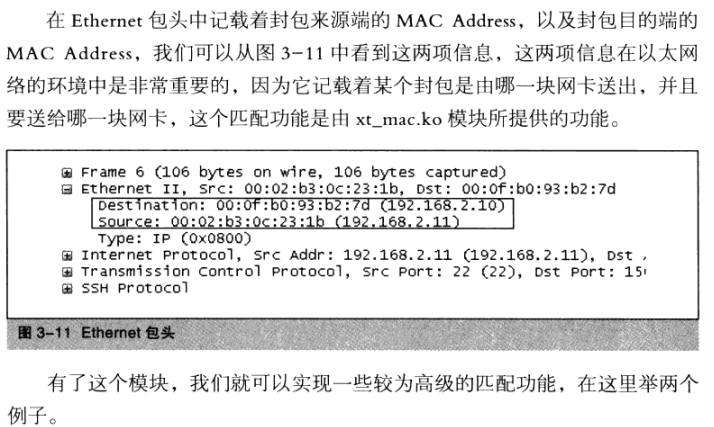 在 Ethernet 包头中记载着封包来源端的 MAC Address，以及封包目的端的
MAC Address，我们可以从图 3-11 中看到这两项信息，这两项信息在以太网
络的环境中是非常重要的，因为它记载着某个封包是由哪一块网卡送出，并且
要送给哪一块网卡，这个匹配功能是由 xt_mac.ko 模块所提供的功能。
Frame 6 (106 bytes on wire, 106 bytes captured)
Ethernet II, Src: 00:02:b3:0c:23:1b, Dst: 00:0f:b0:93:b2:7d
Destination: 00:0f:b0:93:b2:7d (192.168.2.10)
Source: 00:02:b3:0c:23:1b (192.168.2.11)
Type: IP (0x0800)
Internet Protocol, Src Addr: 192.168.2.11 (192.168.2.11), Dst
Transmission Control Protocol, Src Port: 22 (22), Dst Port: 15
SSH Protocol
图 3-11 Ethernet 包头
有了这个模块，我们就可以实现一些较为高级的匹配功能，在这里举两个
例子。